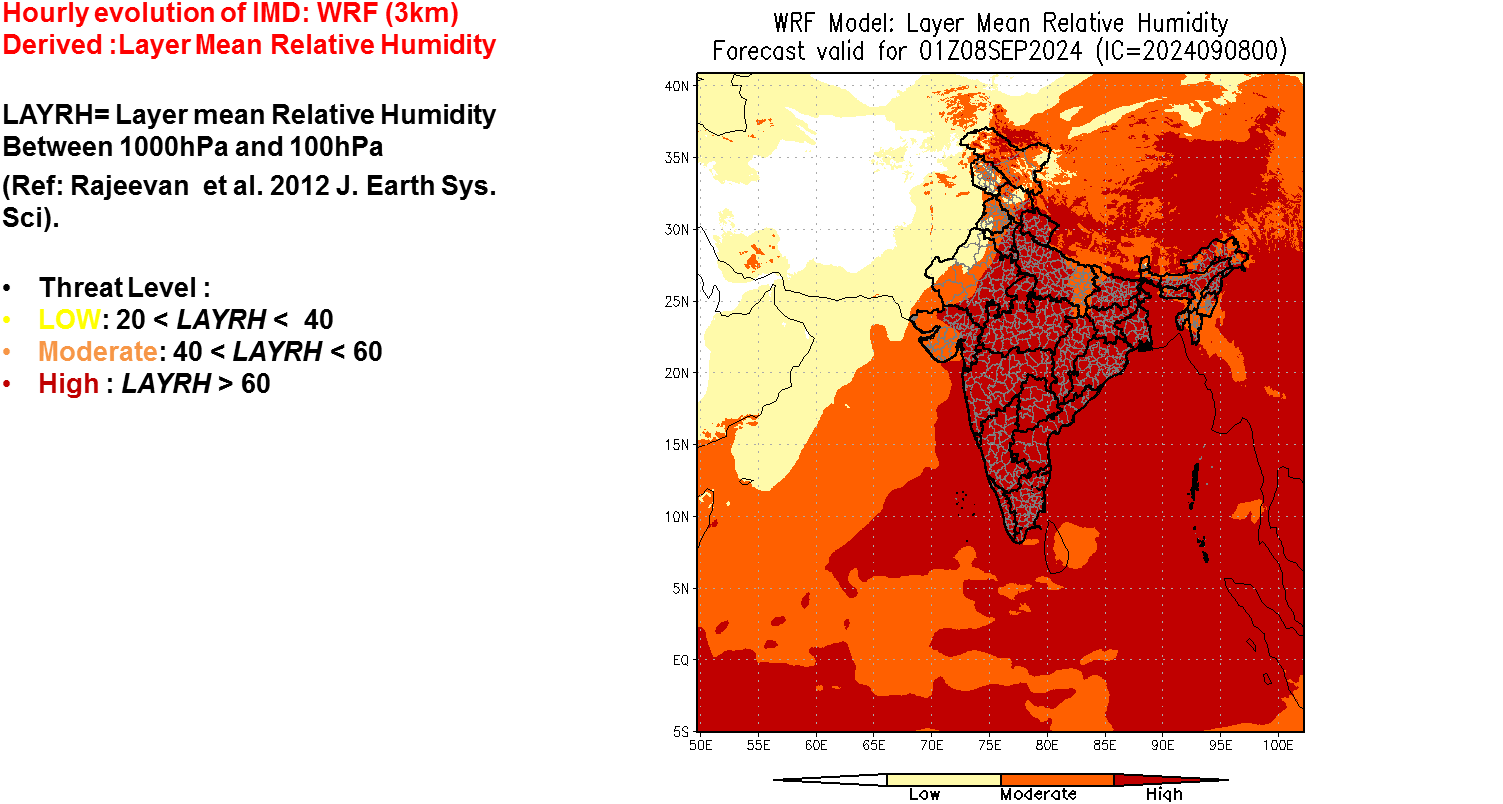 Hourly evolution of IMD: WRF (3km)
Derived :Layer Mean Relative Humidity
LAYRH= Layer mean Relative Humidity
Between 1000hPa and 100hPa
(Ref: Rajeevan et al. 2012 J. Earth Sys.
Sci).
• Threat Level :
• LOW: 20 < LAYRH < 40
• Moderate: 40 < LAYRH < 60
• High : LAYRH > 60
WRF Model: Layer Mean Relative Humidity
Forecast valid for 01Z08SEP2024 (IC=2024090800)
40N
35N
30N
25N
20N
15N
10N
5N
EQ
5S
50E 55E 60E 65E 70E 75E 80E 85E 90E 95E 100E
Low Moderate High